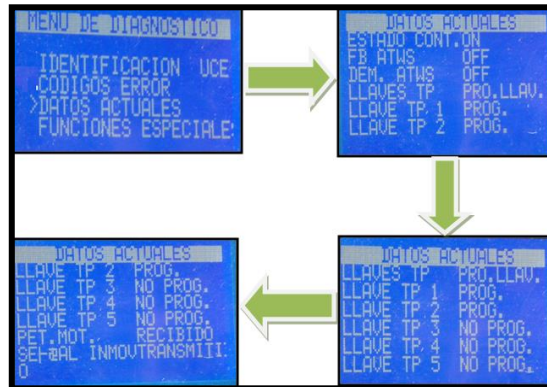 MENU DE DIAGNOSTICO
IDENTIFICACION UCE
CODIGOS ERROR
>DATOS ACTUALES
FUNCIONES ESPECIALE
DATOS ACTUALES
ESTADO CONT.ON
FB ATWS OFF
DEM. ATWS OFF
LLAVES TP PRO.LLAV.
LLAVE TP 1 PROG.
LLAVE TP 2 PROG.
DATOS ACTUALES
LLAVES TP PRO.LLAV.
LLAVE TP 1 PROG.
LLAVE TP 2 PROG.
LLAVE TP 3 NO PROG.
LLAVE TP 4 NO PROG.
LLAVE TP 5 NO PROG.
DATOS ACTUALES
LLAVE TP 2 PROG.
LLAVE TP 3 NO PROG.
LLAVE TP 4 NO PROG.
LLAVE TP 5 NO PROG.
PET.MOT. RECIBIDO
INMOVTRANSMITI
O